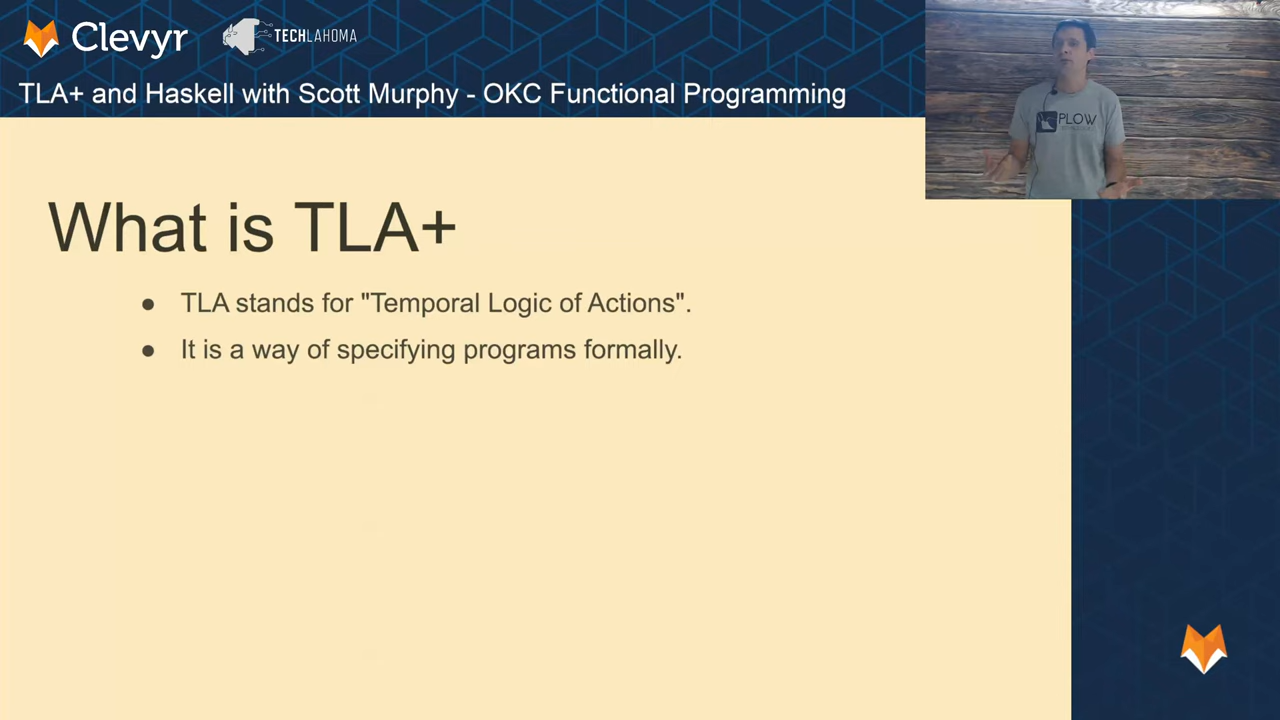 Clevyr
TECHLAHOMA
TLA+ and Haskell with Scott Murphy - OKC Functional Programming
PLOW
What is TLA+
● TLA stands for "Temporal Logic of Actions".
● It is a way of specifying programs formally.